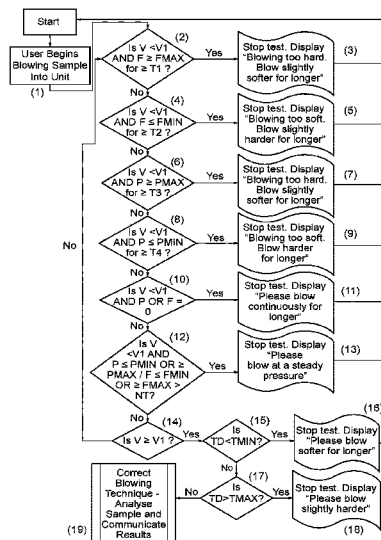 Start
User Begins
Blowing Sample
Into Unit
(1)
Is V <V1
AND F ≥ FMAX
for ≥ T1 ?
(2)
Yes
Stop test. Display
"Blowing too hard.
Blow slightly
softer for longer"
(3)
No
Is V <V1
AND F ≤ FMIN
for ≥ T2 ?
(4)
Yes
Stop test. Display
"Blowing too soft.
Blow slightly
harder for longer"
(5)
No
Is V <V1
AND P ≥ PMAX
for ≥ T3 ?
(6)
Yes
Stop test. Display
"Blowing too hard.
Blow slightly
softer for longer"
(7)
No
Is V <V1
AND P ≤ PMIN
for ≥ T4 ?
(8)
Yes
Stop test. Display
"Blowing too soft.
Blow harder
for longer"
(9)
No
Is V <V1
AND P OR F =
0
(10)
Yes
Stop test. Display
"Please blow
continuously for
longer"
(11)
No
Is V
<V1 AND
P ≤ PMIN OR ≥
PMAX / F ≤ FMIN
OR ≥ FMAX >
NT?
(12)
Yes
Stop test. Display
"Please
blow at a steady
pressure"
(13)
No
No
Is V ≥ V1 ?
(14)
Yes
Is
TD<TMIN?
(15)
Yes
Stop test. Display
"Please blow
softer for longer"
(16)
No
Is
TD>TMAX?
(17)
Yes
Stop test. Display
"Please blow
slightly harder"
(18)
No
Correct
Blowing
Technique -
Analyse
Sample and
Communicate
Results
(19)